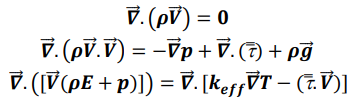 ∇⃗.(ρV⃗) = 0
∇⃗.(ρV⃗.V⃗) = −∇⃗p + ∇⃗.(τ̿) + ρg⃗
∇⃗.([V⃗(ρE + p)]) = ∇⃗.[k_eff∇⃗T − (τ̿.V⃗)]